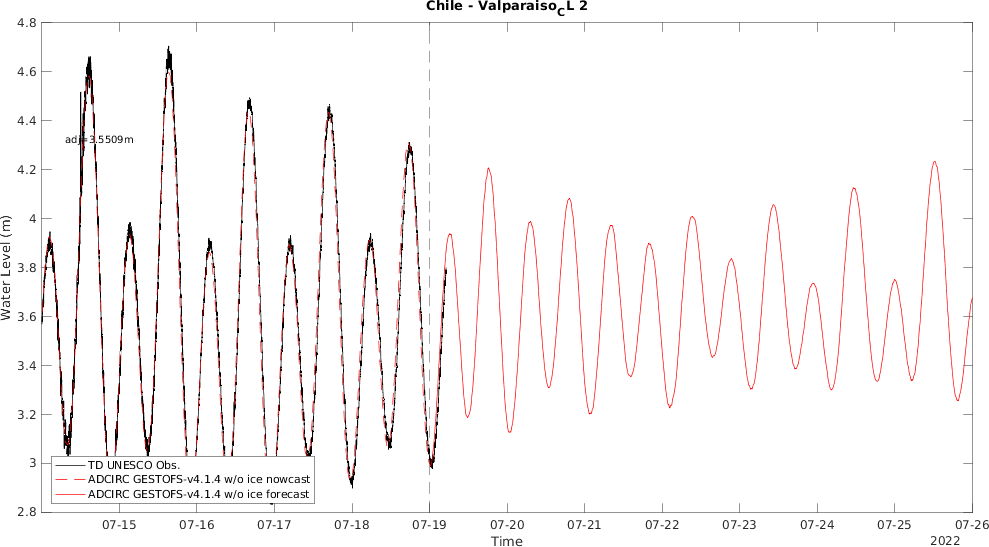 Chile - Valparaiso_CL 2
Water Level (m)
4.8
4.6
4.4
4.2
4
3.8
3.6
3.4
3.2
3
2.8
adj=3.5509m
TD UNESCO Obs.
ADCIRC GESTOFS-v4.1.4 w/o ice nowcast
ADCIRC GESTOFS-v4.1.4 w/o ice forecast
07-15 07-16 07-17 07-18 07-19 07-20 07-21 07-22 07-23 07-24 07-25 07-26
Time
2022